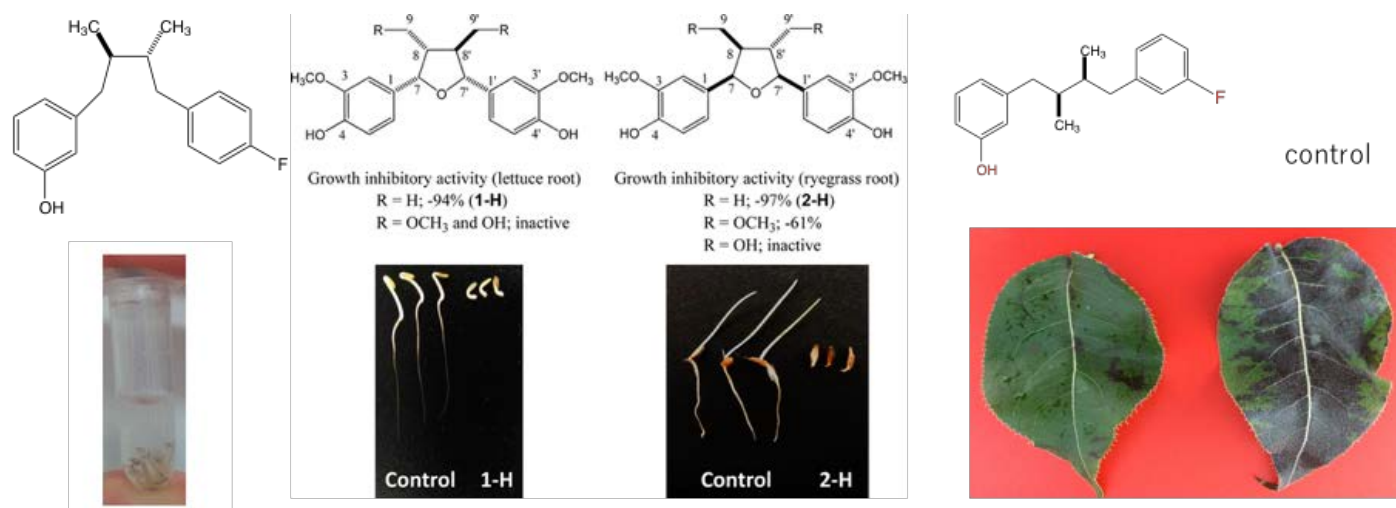 H₃C CH₃
OH
F
R 9 9' R
8 8'
H₃CO 3 1 7 O 7' 1' 3' OCH₃
HO 4 4' OH
Growth inhibitory activity (lettuce root)
R = H; -94% (1-H)
R = OCH₃ and OH; inactive
Control 1-H
R 9 9' R
8 8'
H₃CO 3 1 7 O 7' 1' 3' OCH₃
HO 4 4' OH
Growth inhibitory activity (ryegrass root)
R = H; -97% (2-H)
R = OCH₃; -61%
R = OH; inactive
Control 2-H
CH₃
CH₃
F
OH
control